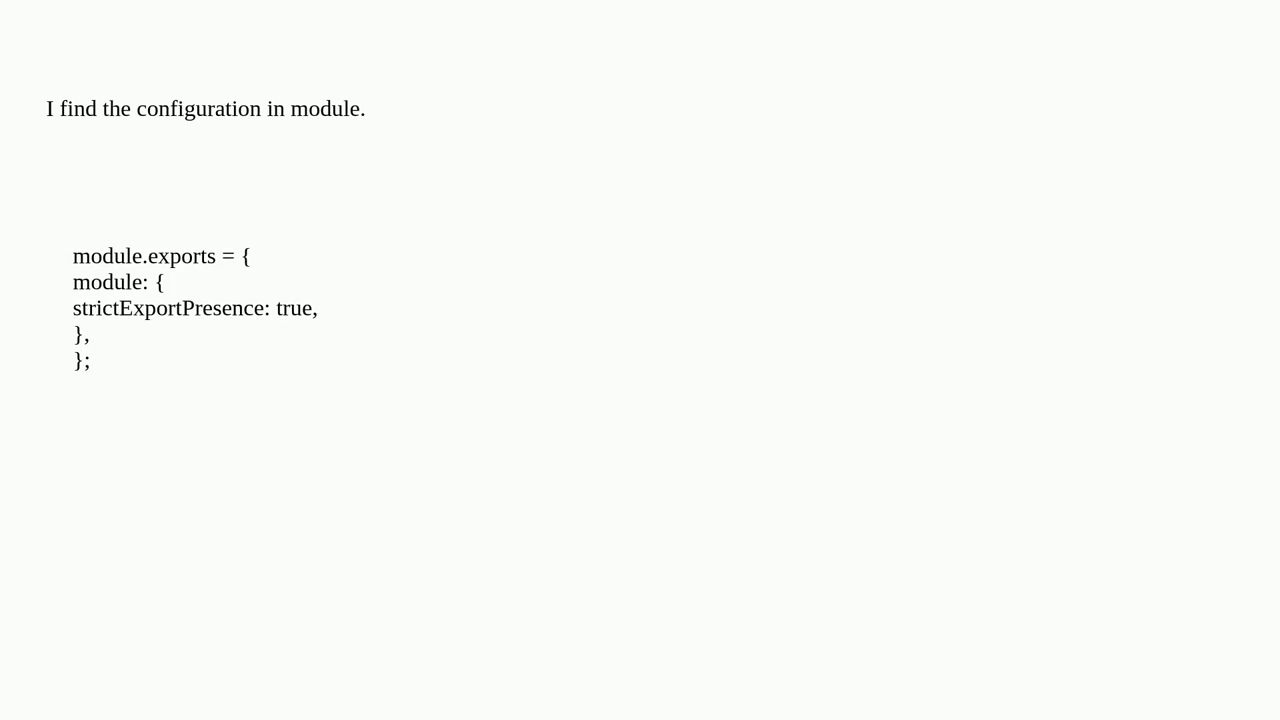 I find the configuration in module.
module.exports = {
module: {
strictExportPresence: true,
},
};